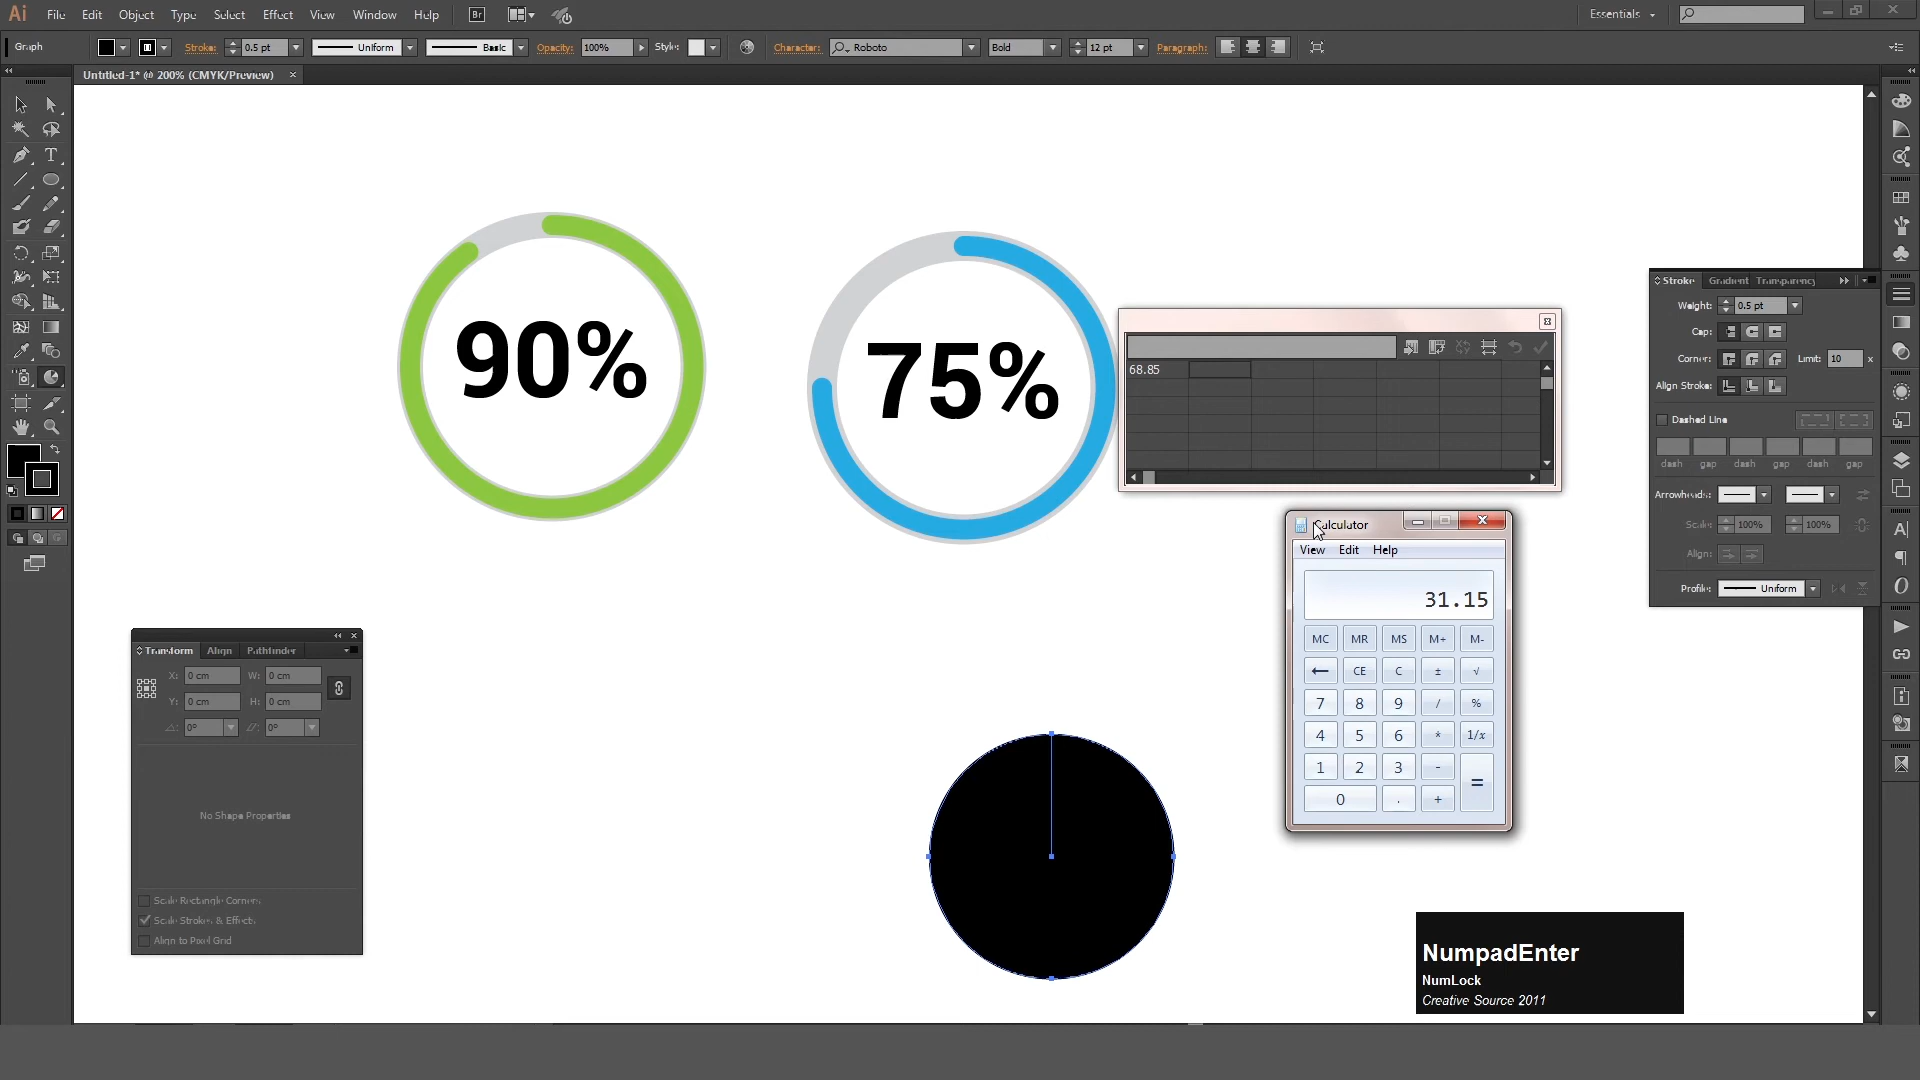 Ai File Edit Object Type Select Effect View Window Help Br Essentials
Graph Stroke: 0.5 pt Uniform Basic Opacity: 100% Style: Character: Roboto Bold 12 pt Paragraph:
Untitled-1* @ 200% (CMYK/Preview) ×
90%
75%
68.85
Stroke Gradient Transparency
Weight: 0.5 pt
Cap:
Corner: Limit: 10 x
Align Stroke:
Dashed Line
dash gap dash gap dash gap
Arrowheads:
Scale: 100% 100%
Align:
Profile: Uniform
Calculator
View Edit Help
31.15
MC MR MS M+ M-
← CE C ± √
7 8 9 / %
4 5 6 * 1/x
1 2 3 - =
0 . +
Transform Align Pathfinder
X: 0 cm W: 0 cm
Y: 0 cm H: 0 cm
0° 0°
No Shape Properties
Scale Rectangle Corners
Scale Strokes & Effects
Align to Pixel Grid
NumpadEnter
NumLock
Creative Source 2011